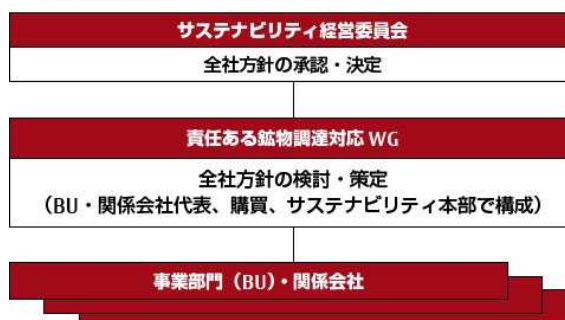 サステナビリティ経営委員会
全社方針の承認・決定
責任ある鉱物調達対応 WG
全社方針の検討・策定
(BU・関係会社代表、購買、サステナビリティ本部で構成)
事業部門(BU)・関係会社